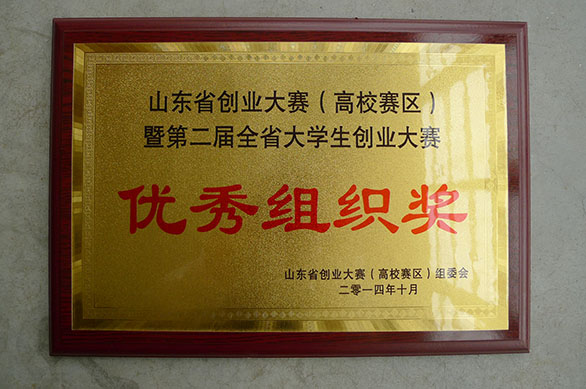 山东省创业大赛（高校赛区）
暨第二届全省大学生创业大赛
优秀组织奖
山东省创业大赛（高校赛区）组委会
二零一四年十月